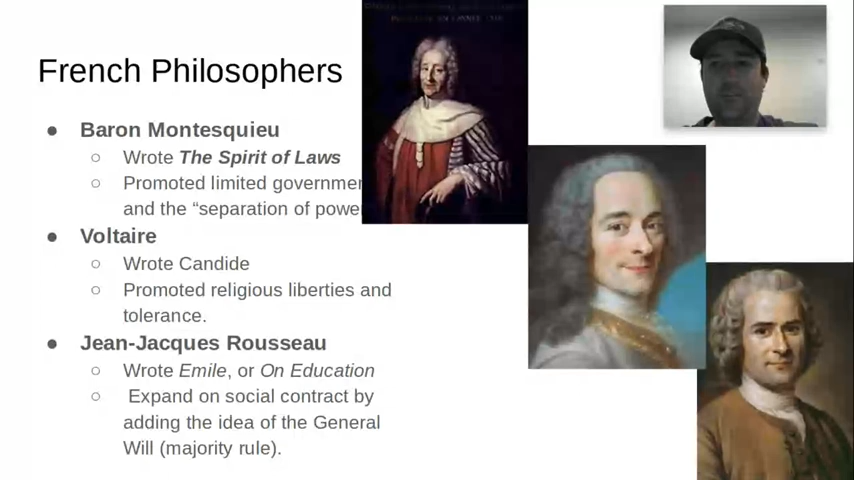 French Philosophers
● Baron Montesquieu
○ Wrote The Spirit of Laws
○ Promoted limited governmen
and the “separation of powe
● Voltaire
○ Wrote Candide
○ Promoted religious liberties and
tolerance.
● Jean-Jacques Rousseau
○ Wrote Emile, or On Education
○ Expand on social contract by
adding the idea of the General
Will (majority rule).